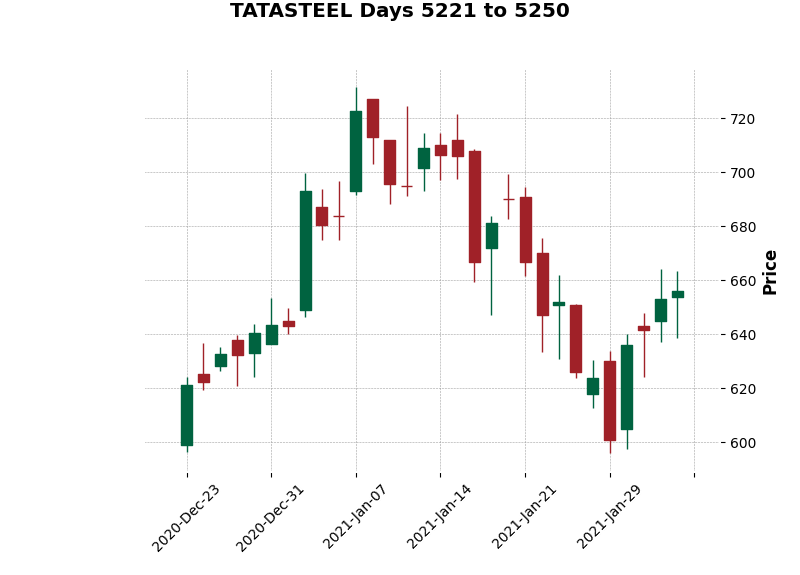 TATASTEEL Days 5221 to 5250
720
700
680
660
640
620
600
Price
2020-Dec-23
2020-Dec-31
2021-Jan-07
2021-Jan-14
2021-Jan-21
2021-Jan-29